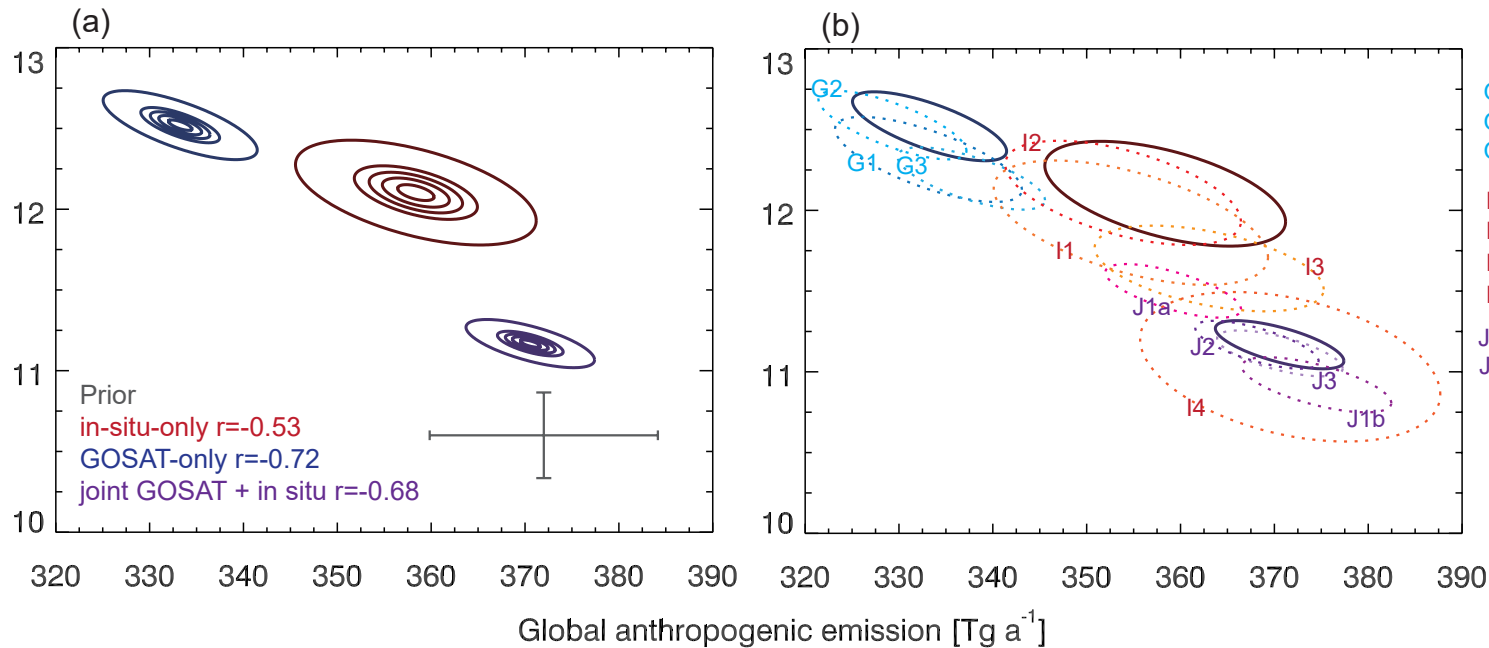 (a)
(b)
13
12
11
10
Prior
in-situ-only r=-0.53
GOSAT-only r=-0.72
joint GOSAT + in situ r=-0.68
320 330 340 350 360 370 380 390
13
12
11
10
G2
G1
G3
I2
I1
I3
J1a
J2
J3
I4
J1b
320 330 340 350 360 370 380 390
Global anthropogenic emission [Tg a⁻¹]